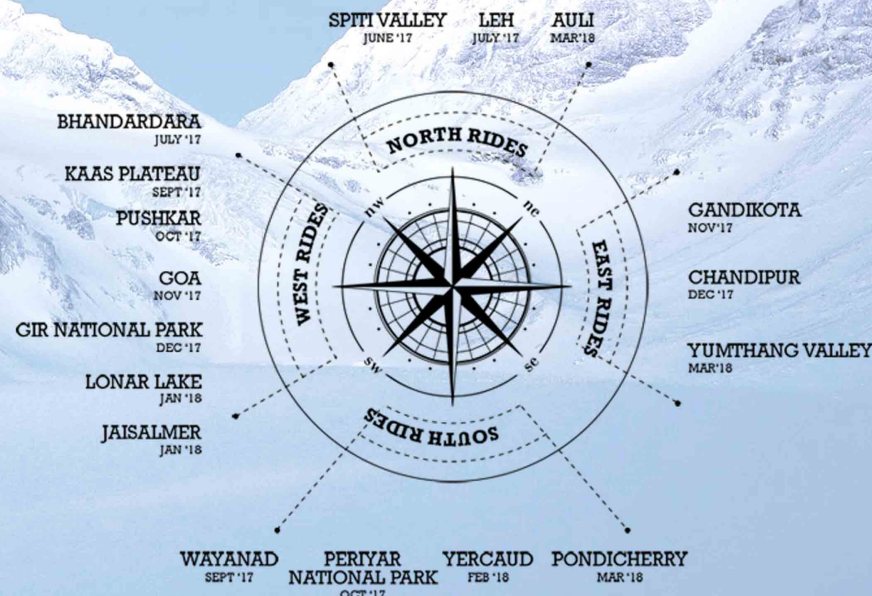 SPITI VALLEY
JUNE '17
LEH
JULY '17
AULI
MAR'18
BHANDARDARA
JULY '17
KAAS PLATEAU
SEPT '17
PUSHKAR
OCT '17
GOA
NOV '17
GIR NATIONAL PARK
DEC '17
LONAR LAKE
JAN '18
JAISALMER
JAN '18
NORTH RIDES
nw
ne
WEST RIDES
EAST RIDES
sw
se
SOUTH RIDES
GANDIKOTA
NOV'17
CHANDIPUR
DEC '17
YUMTHANG VALLEY
MAR'18
WAYANAD
SEPT '17
PERIYAR
NATIONAL PARK
OCT '17
YERCAUD
FEB '18
PONDICHERRY
MAR '18